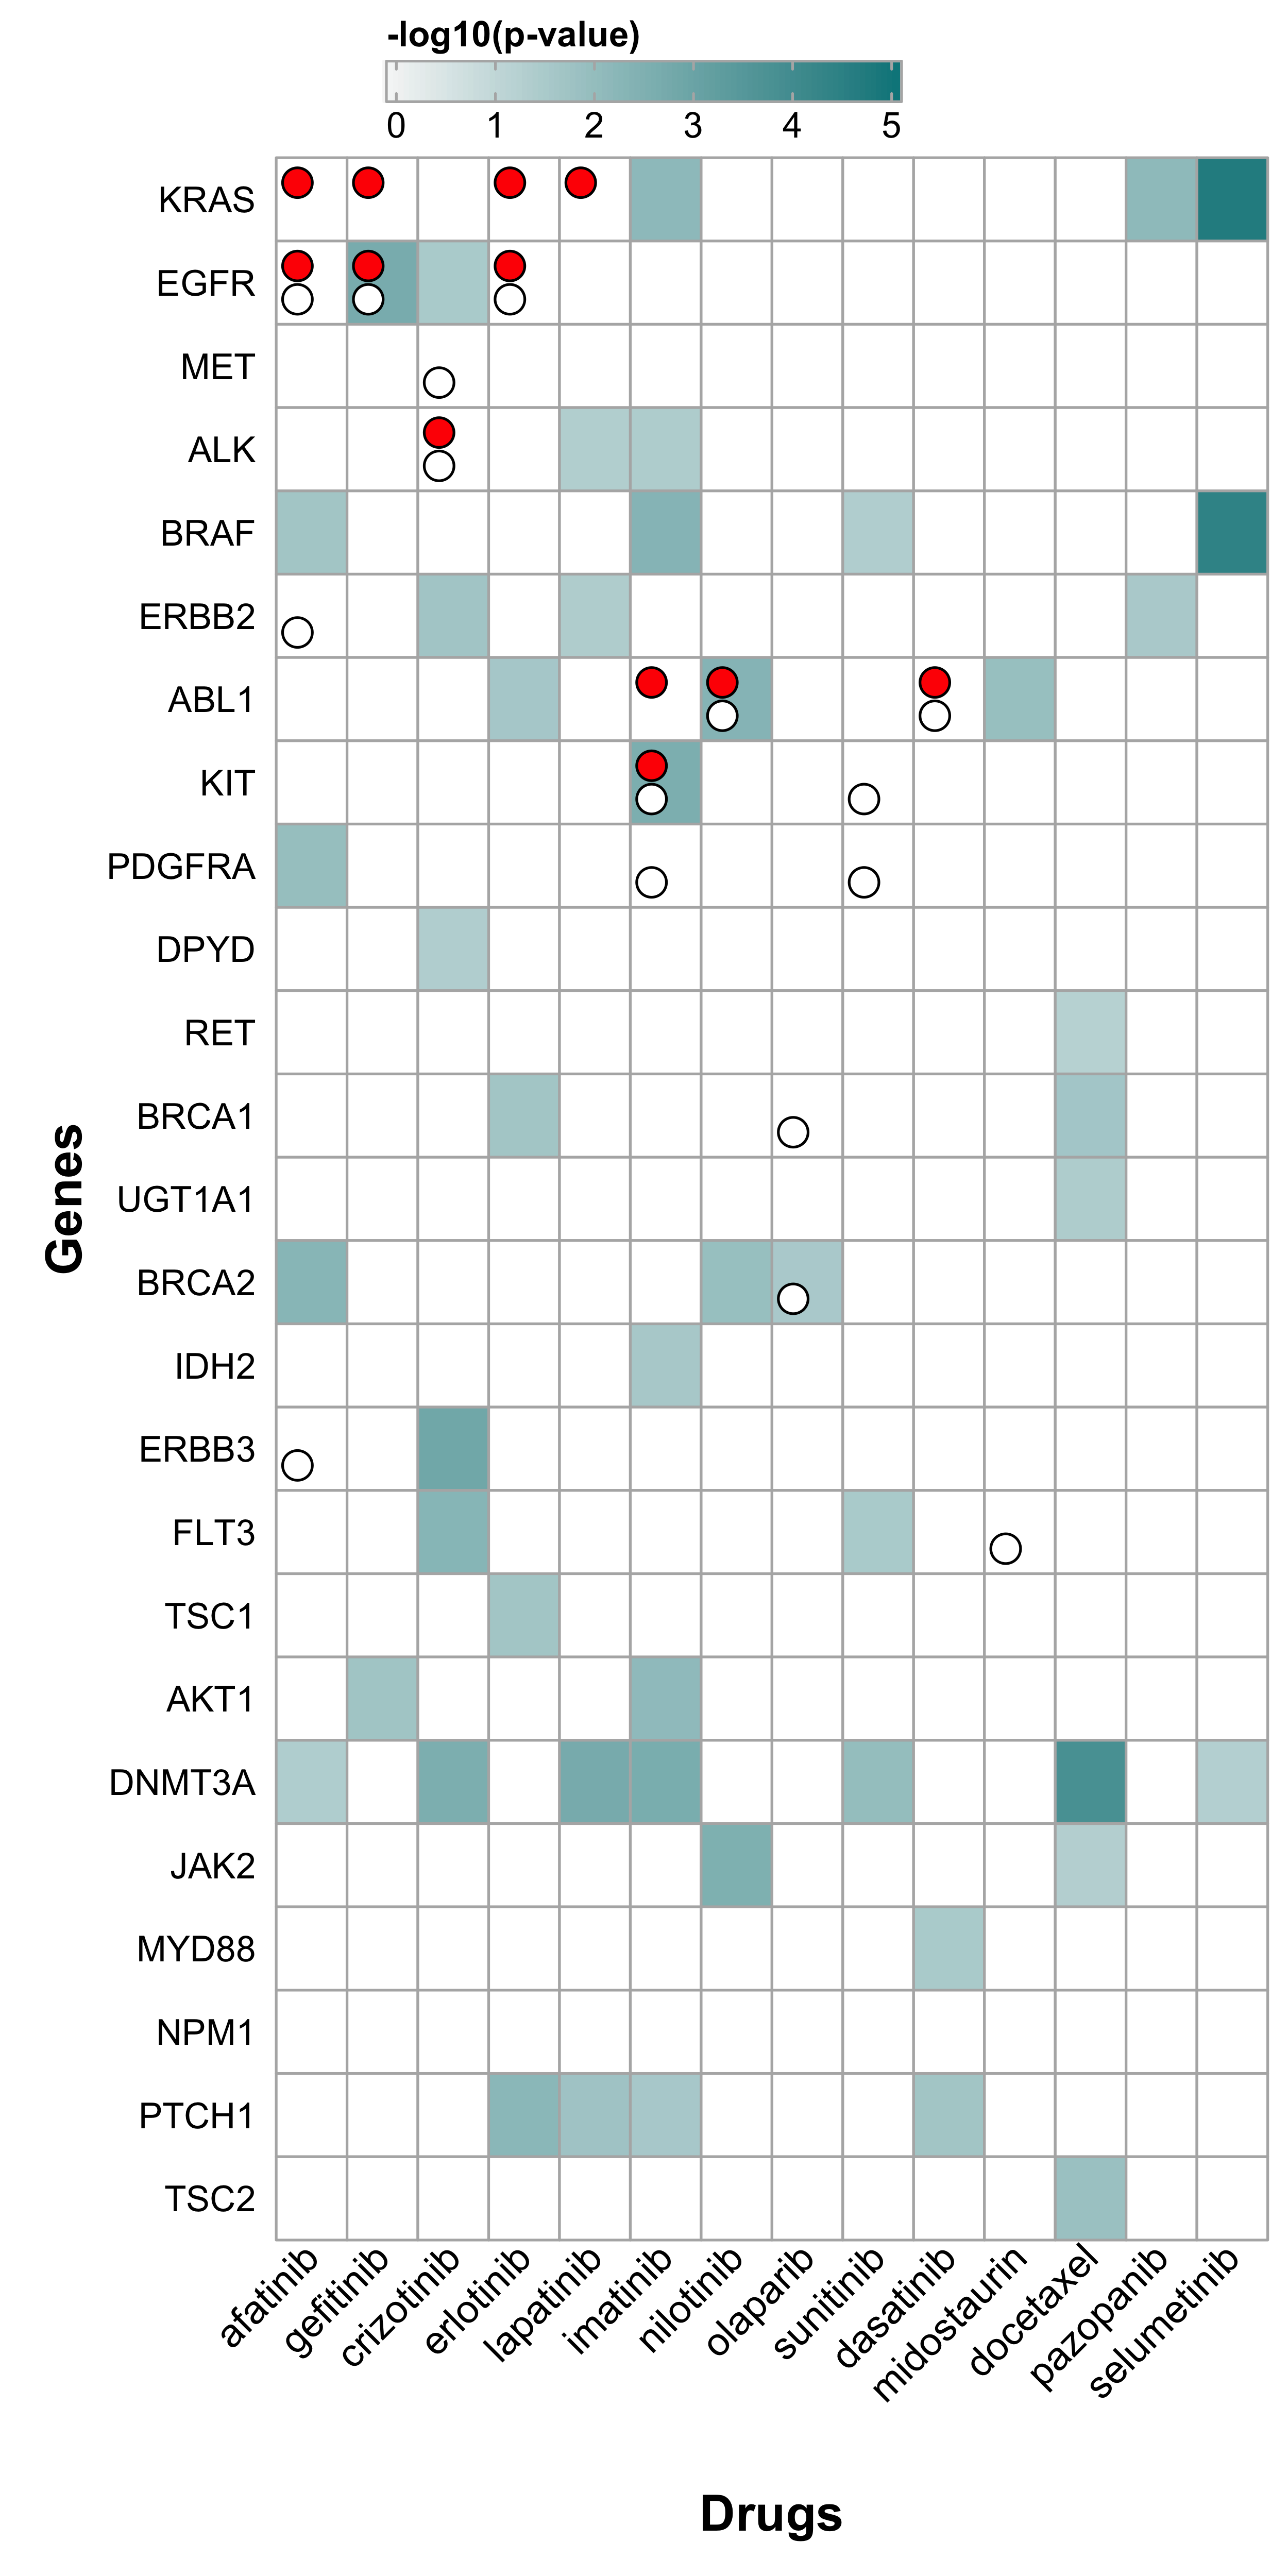 -log10(p-value)
0 1 2 3 4 5
KRAS
EGFR
MET
ALK
BRAF
ERBB2
ABL1
KIT
PDGFRA
DPYD
RET
BRCA1
UGT1A1
BRCA2
IDH2
ERBB3
FLT3
TSC1
AKT1
DNMT3A
JAK2
MYD88
NPM1
PTCH1
TSC2
Genes
afatinib
gefitinib
crizotinib
erlotinib
lapatinib
imatinib
nilotinib
olaparib
sunitinib
dasatinib
midostaurin
docetaxel
pazopanib
selumetinib
Drugs